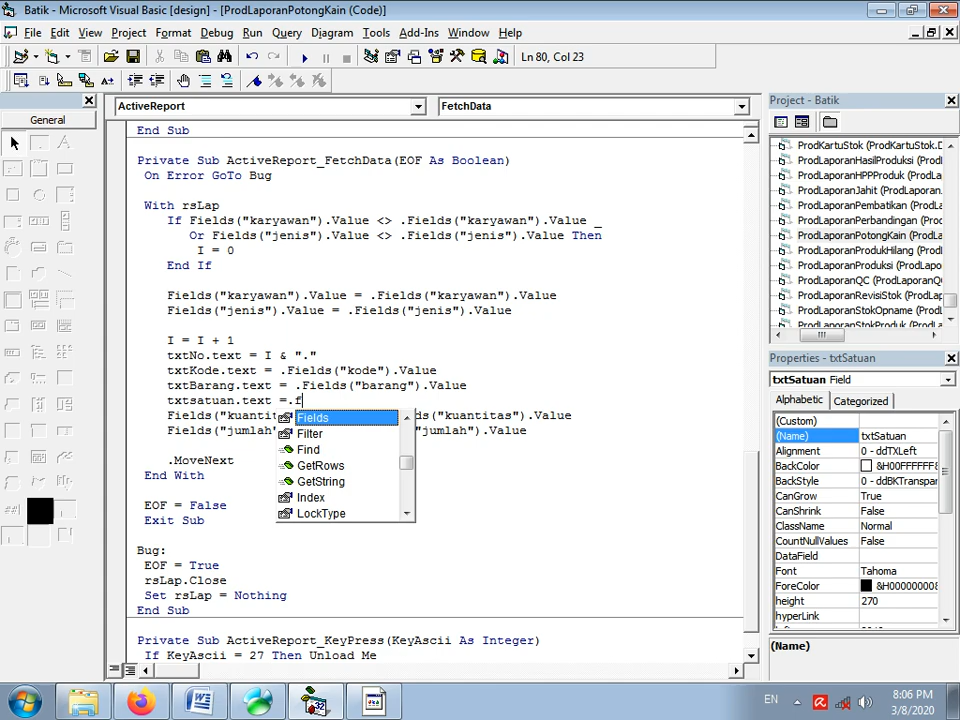 Batik - Microsoft Visual Basic [design] - [ProdLaporanPotongKain (Code)]
File Edit View Project Format Debug Run Query Diagram Tools Add-Ins Window Help
Ln 80, Col 23
General
ActiveReport
FetchData
End Sub
Private Sub ActiveReport_FetchData(EOF As Boolean)
On Error GoTo Bug
With rsLap
If Fields("karyawan").Value <> .Fields("karyawan").Value _
Or Fields("jenis").Value <> .Fields("jenis").Value Then
I = 0
End If
Fields("karyawan").Value = .Fields("karyawan").Value
Fields("jenis").Value = .Fields("jenis").Value
I = I + 1
txtNo.text = I & "."
txtKode.text = .Fields("kode").Value
txtBarang.text = .Fields("barang").Value
txtsatuan.text =.f
Fields("kuantit ds("kuantitas").Value
Fields("jumlah' "jumlah").Value
Fields
Filter
Find
GetRows
GetString
Index
LockType
.MoveNext
End With
EOF = False
Exit Sub
Bug:
EOF = True
rsLap.Close
Set rsLap = Nothing
End Sub
Private Sub ActiveReport_KeyPress(KeyAscii As Integer)
If KeyAscii = 27 Then Unload Me
Project - Batik
ProdKartuStok (ProdKartuStok.D
ProdLaporanHasilProduksi (Prodl
ProdLaporanHPPProduk (ProdLa
ProdLaporanJahit (ProdLaporan.
ProdLaporanPembatikan (ProdLa
ProdLaporanPerbandingan (Prodl
ProdLaporanPotongKain (ProdLa
ProdLaporanProdukHilang (ProdL
ProdLaporanProduksi (ProdLapo
ProdLaporanQC (ProdLaporanQC
ProdLaporanRevisiStok (ProdLap
ProdLaporanStokOpname (ProdL
ProdLaporanStokProduk (ProdLa
Properties - txtSatuan
txtSatuan Field
Alphabetic Categorized
(Custom)
(Name) txtSatuan
Alignment 0 - ddTXLeft
BackColor &H00FFFFFF&
BackStyle 0 - ddBKTranspar
CanGrow True
CanShrink False
ClassName Normal
CountNullValues False
DataField
Font Tahoma
ForeColor &H00000000&
height 270
hyperLink
(Name)
EN
8:06 PM
3/8/2020